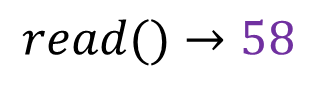 read() → 58